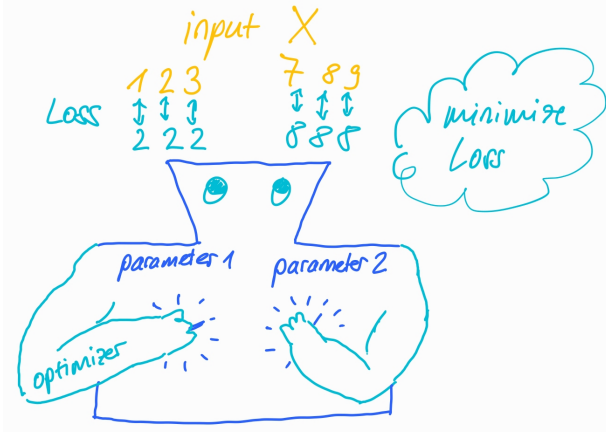 input X
1 2 3 7 8 9
Loss
2 2 2 8 8 8
minimize
Loss
parameter 1 parameter 2
optimizer